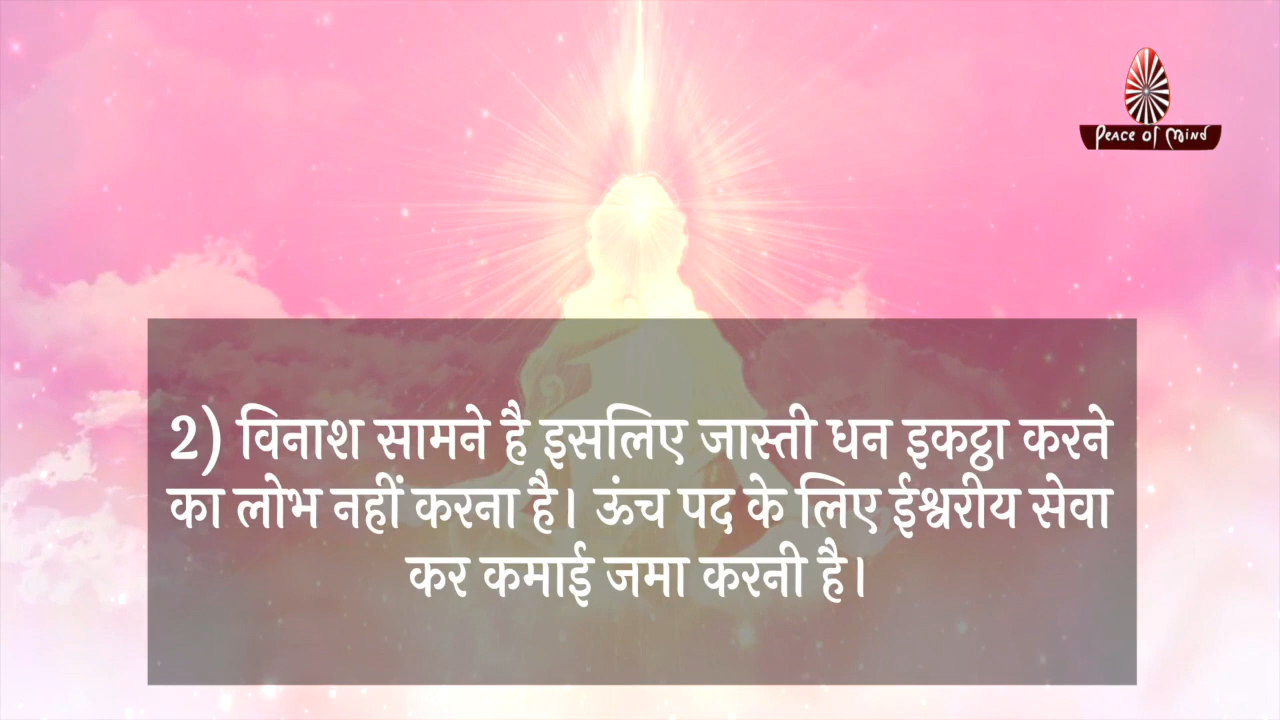 Peace of Mind
2) विनाश सामने है इसलिए जास्ती धन इकट्ठा करने
का लोभ नहीं करना है। ऊंच पद के लिए ईश्वरीय सेवा
कर कमाई जमा करनी है।